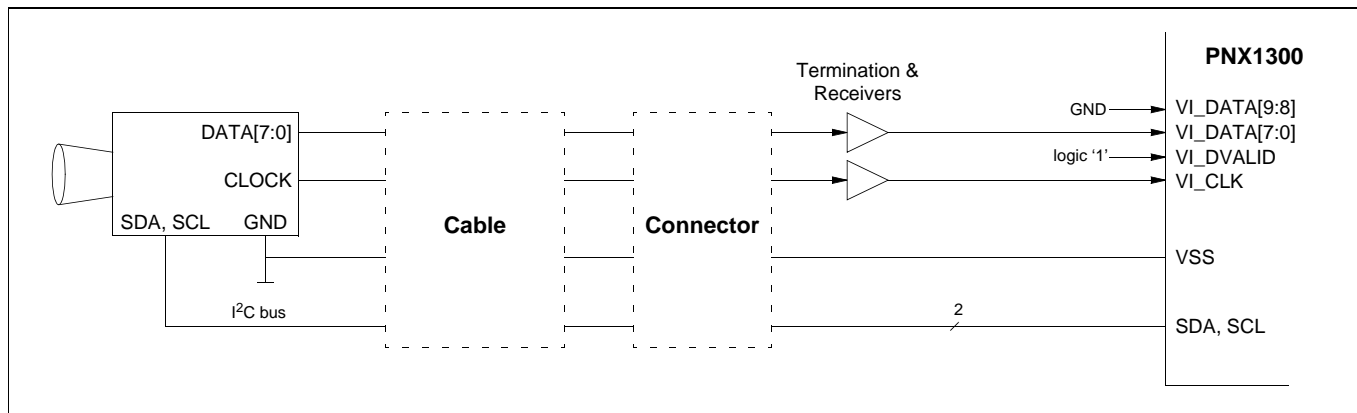 PNX1300
Termination &
Receivers
GND
VI_DATA[9:8]
DATA[7:0]
VI_DATA[7:0]
logic ‘1’
VI_DVALID
CLOCK
VI_CLK
SDA, SCL GND
Cable
Connector
VSS
I²C bus
2
SDA, SCL